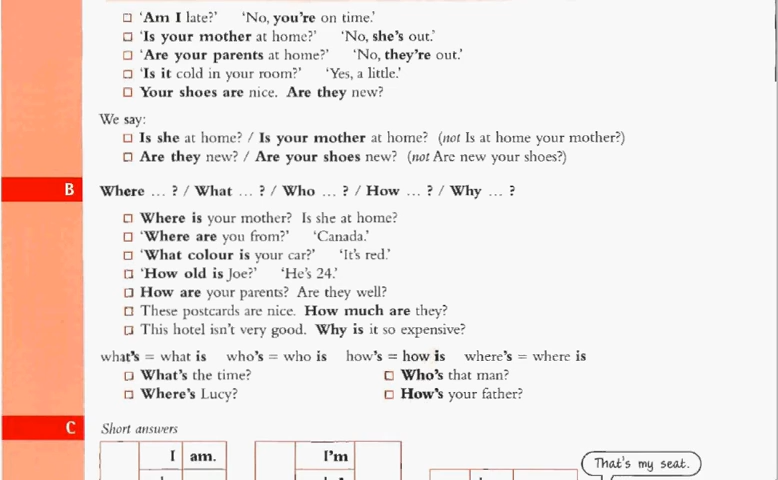 'Am I late?' 'No, you're on time.'
'Is your mother at home?' 'No, she's out.'
'Are your parents at home?' 'No, they're out.'
'Is it cold in your room?' 'Yes, a little.'
Your shoes are nice. Are they new?
We say:
Is she at home? / Is your mother at home? (not Is at home your mother?)
Are they new? / Are your shoes new? (not Are new your shoes?)
B
Where ... ? / What ... ? / Who ... ? / How ... ? / Why ... ?
Where is your mother? Is she at home?
'Where are you from?' 'Canada.'
'What colour is your car?' 'It's red.'
'How old is Joe?' 'He's 24.'
How are your parents? Are they well?
These postcards are nice. How much are they?
This hotel isn't very good. Why is it so expensive?
what's = what is who's = who is how's = how is where's = where is
What's the time? Who's that man?
Where's Lucy? How's your father?
C
Short answers
I am. I'm
That's my seat.